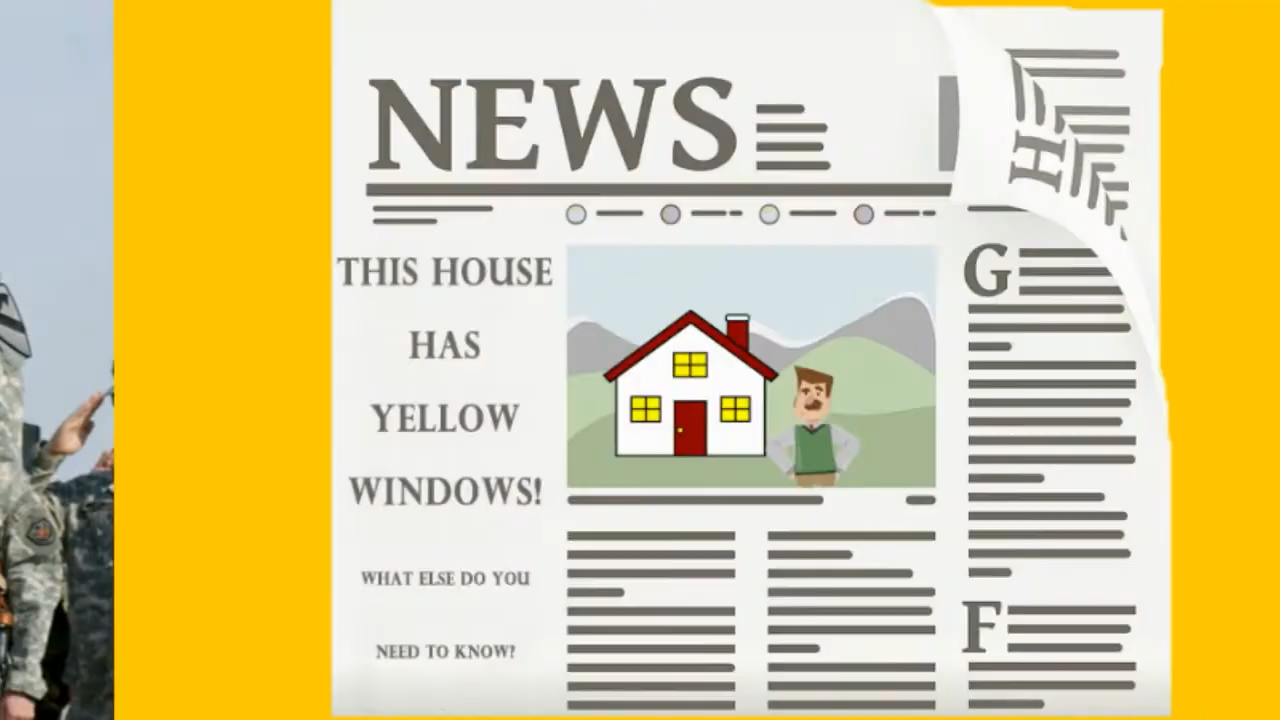 NEWS
THIS HOUSE
HAS
YELLOW
WINDOWS!
WHAT ELSE DO YOU
NEED TO KNOW?
H
G
F